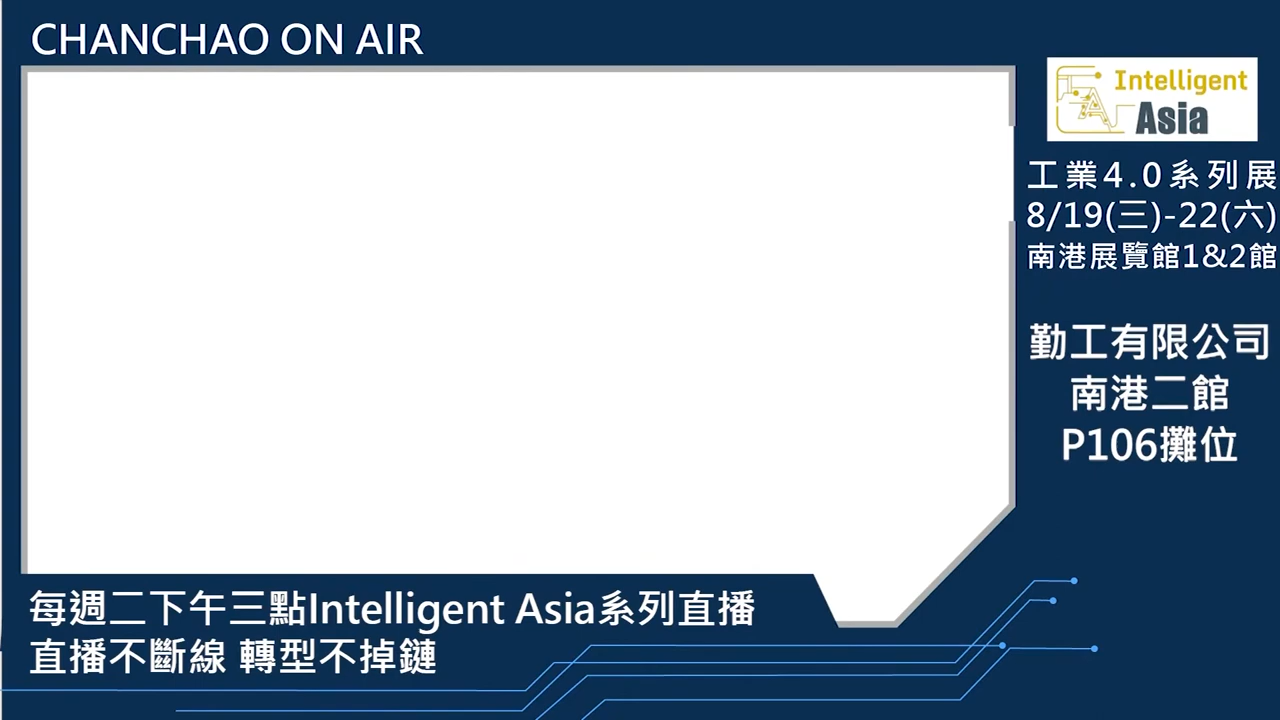 CHANCHAO ON AIR
Intelligent
Asia
工業4.0系列展
8/19(三)-22(六)
南港展覽館1&2館
勤工有限公司
南港二館
P106攤位
每週二下午三點Intelligent Asia系列直播
直播不斷線 轉型不掉鏈